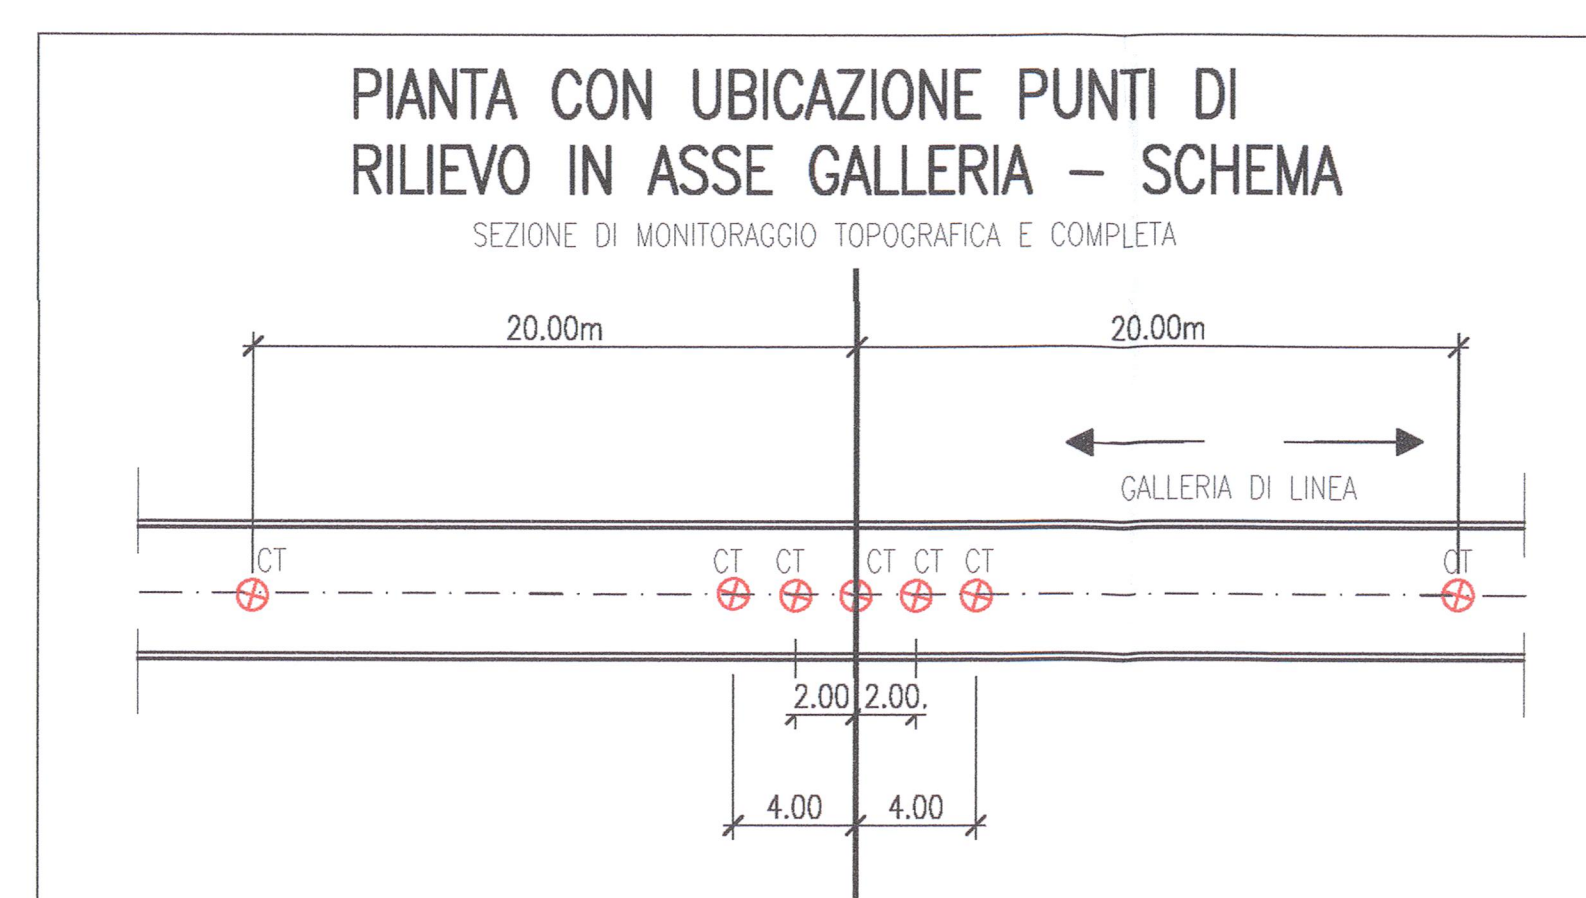 PIANTA CON UBICAZIONE PUNTI DI
RILIEVO IN ASSE GALLERIA – SCHEMA
SEZIONE DI MONITORAGGIO TOPOGRAFICA E COMPLETA
20.00m 20.00m
GALLERIA DI LINEA
CT CT CT CT CT CT CT
2.00 2.00
4.00 4.00